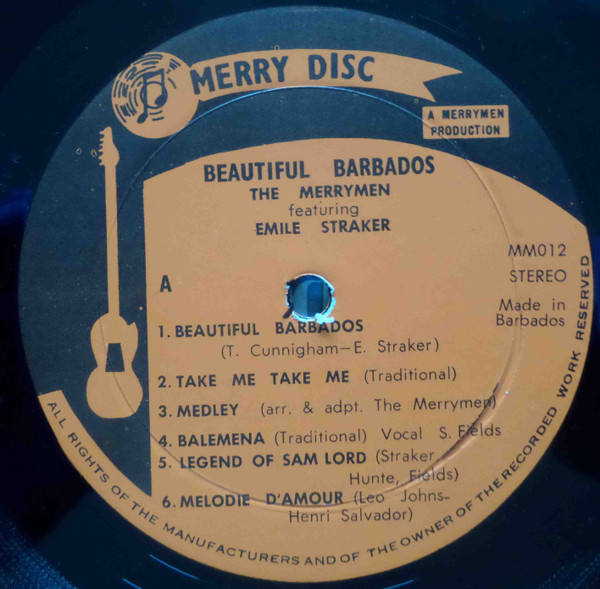 MERRY DISC
A MERRYMEN
PRODUCTION
BEAUTIFUL BARBADOS
THE MERRYMEN
featuring
EMILE STRAKER
MM012
STEREO
Made in
Barbados
A
1. BEAUTIFUL BARBADOS
(T. Cunnigham—E. Straker)
2. TAKE ME TAKE ME (Traditional)
3. MEDLEY (arr. & adpt. The Merrymen)
4. BALEMENA (Traditional) Vocal S. Fields
5. LEGEND OF SAM LORD (Straker,
Hunte, Fields)
6. MELODIE D'AMOUR (Leo Johns-
Henri Salvador)
ALL RIGHTS OF THE MANUFACTURERS AND OF THE OWNER OF THE RECORDED WORK RESERVED